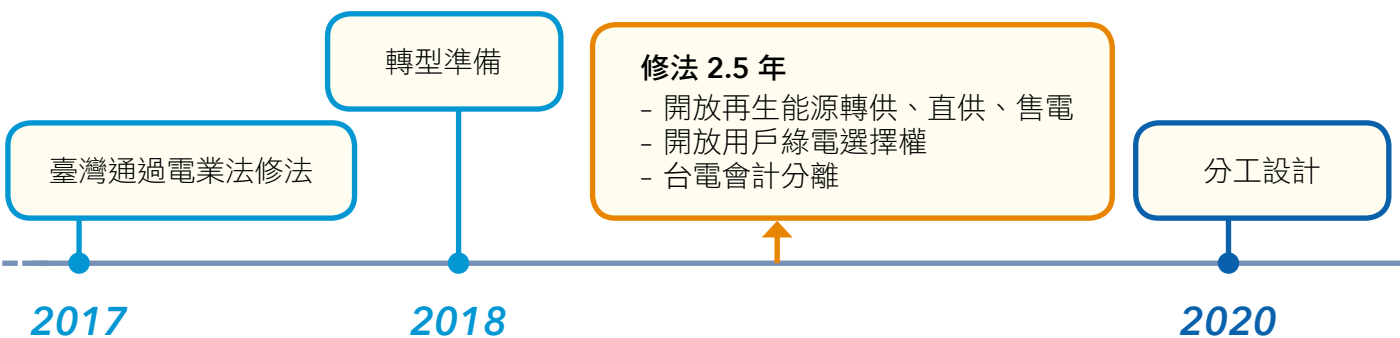 臺灣通過電業法修法
2017
轉型準備
2018
修法 2.5 年
– 開放再生能源轉供、直供、售電
– 開放用戶綠電選擇權
– 台電會計分離
分工設計
2020